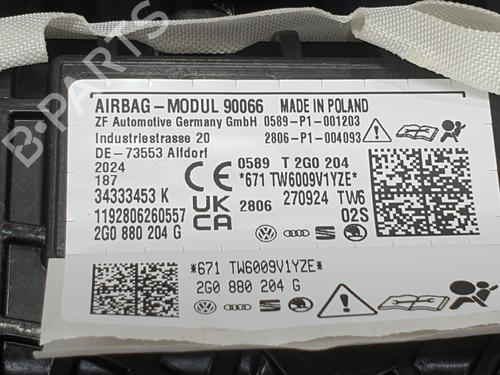 B-PARTS
AIRBAG-MODUL 90066 MADE IN POLAND
ZF Automotive Germany GmbH 0589-P1-001203
Industriestrasse 20 2806-P1-004093
DE-73553 Alfdorf
2024 0589 T 2G0 204
187 *671 TW6009V1YZE*
34333453 K CE 270924 TW6
1192806260557 UKCA 2806 02S
2G0 880 204 G
*671 TW6009V1YZE*
2G0 880 204 G